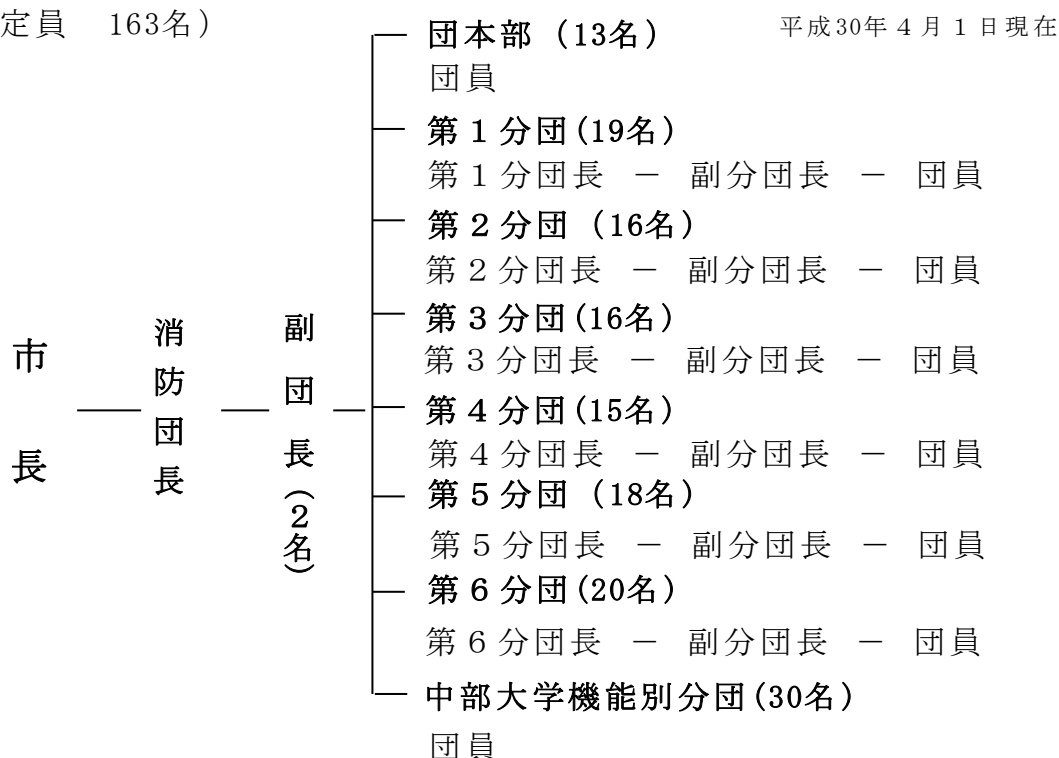 定員　163名）
平成30年４月１日現在
団本部（13名）
団員
第１分団(19名)
第１分団長　－　副分団長　－　団員
第２分団（16名）
第２分団長　－　副分団長　－　団員
第３分団(16名)
第３分団長　－　副分団長　－　団員
第４分団(15名)
第４分団長　－　副分団長　－　団員
第５分団（18名）
第５分団長　－　副分団長　－　団員
第６分団(20名)
第６分団長　－　副分団長　－　団員
中部大学機能別分団(30名)
団員
市長
消防団長
副団長（2名）